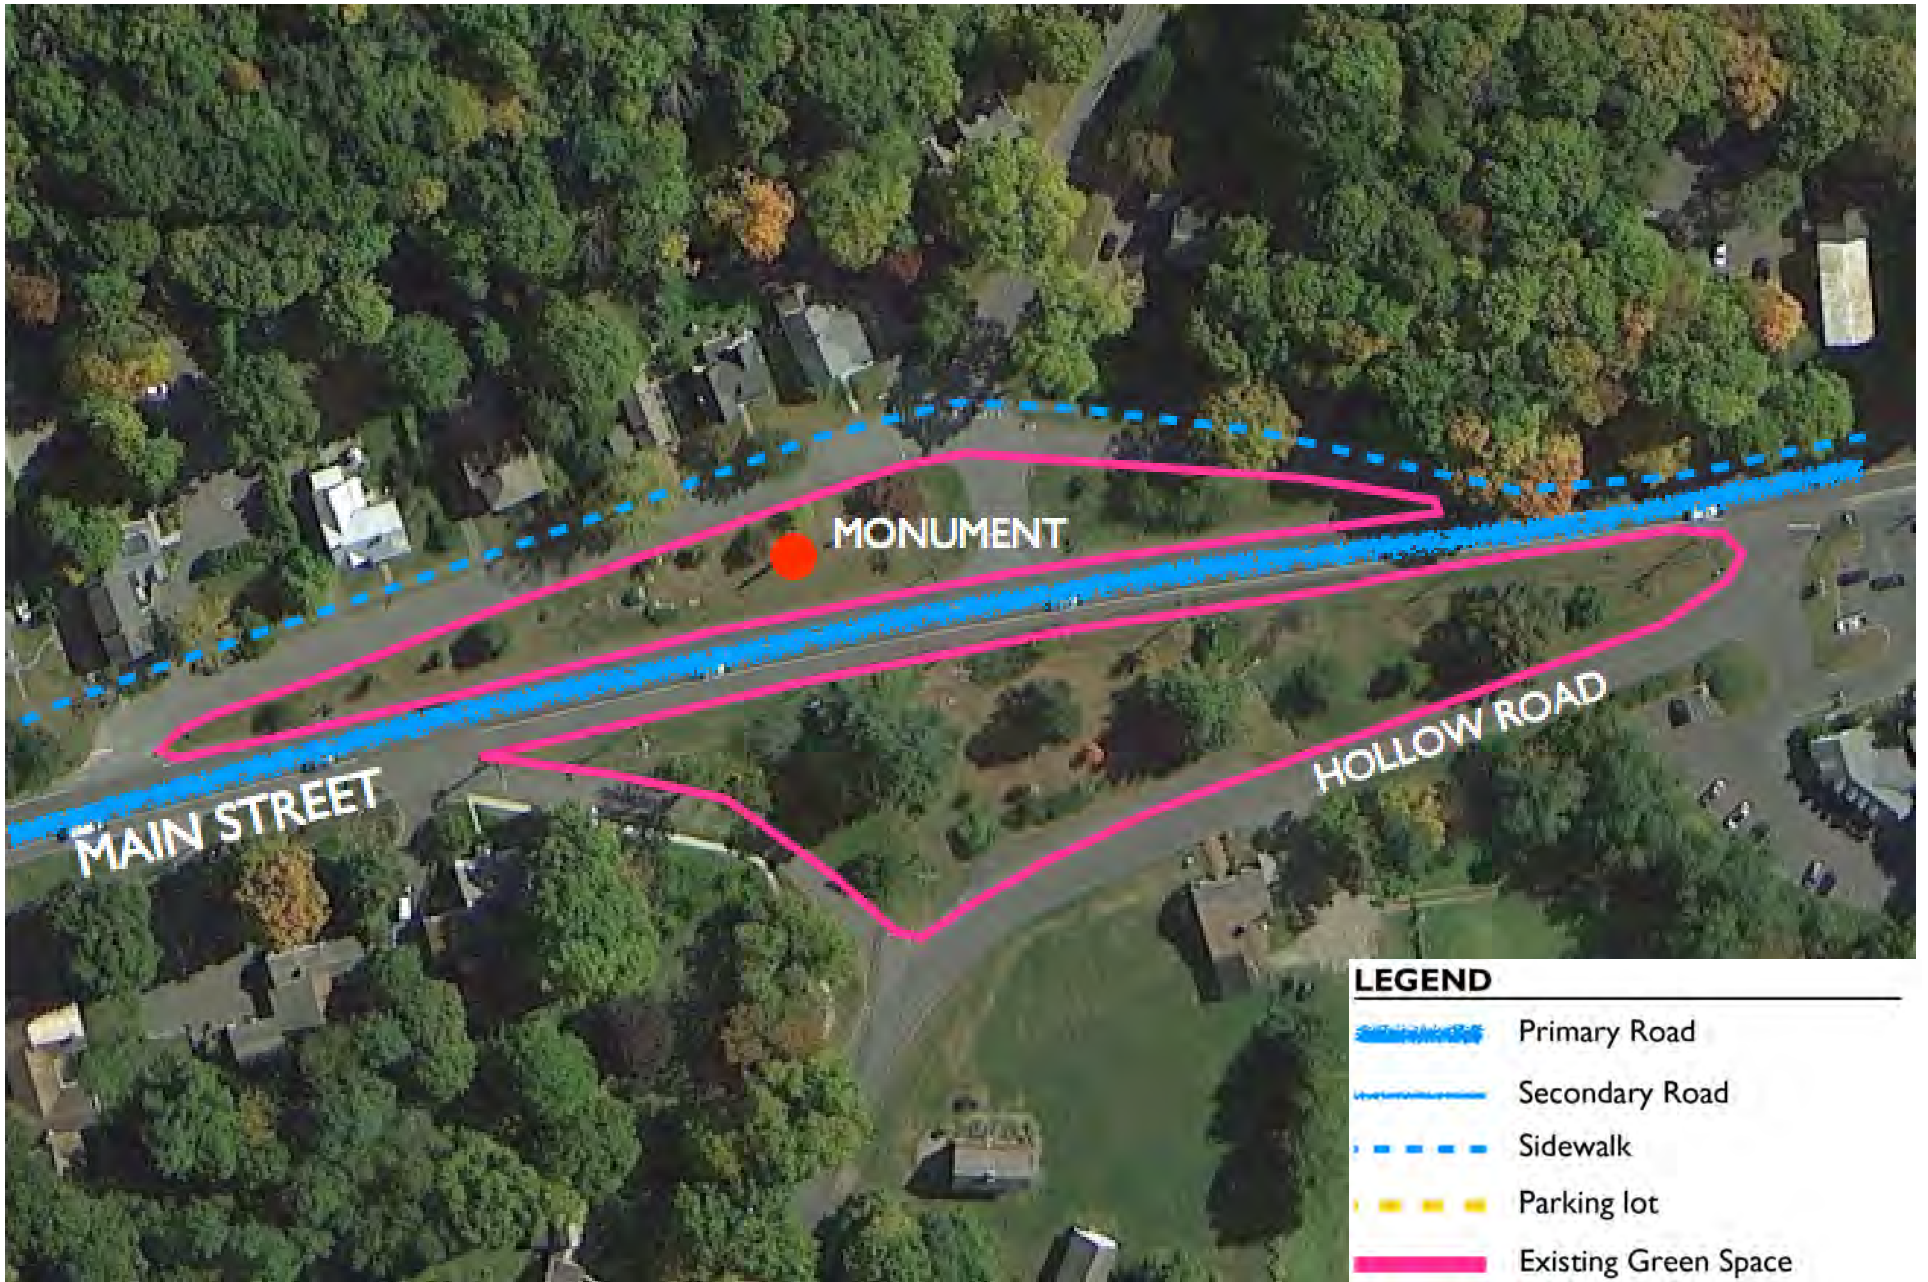 MONUMENT
HOLLOW ROAD
MAIN STREET
LEGEND
Primary Road
Secondary Road
Sidewalk
Parking lot
Existing Green Space